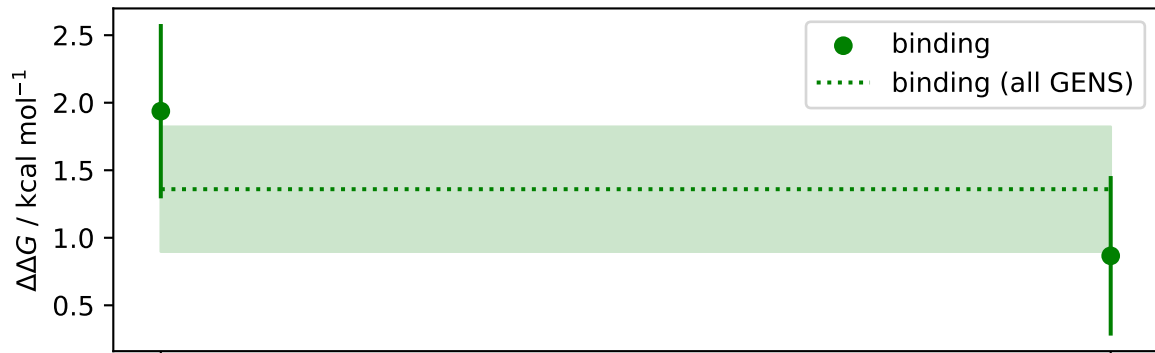 2.5
2.0
1.5
1.0
0.5
ΔΔG / kcal mol⁻¹
binding
binding (all GENS)